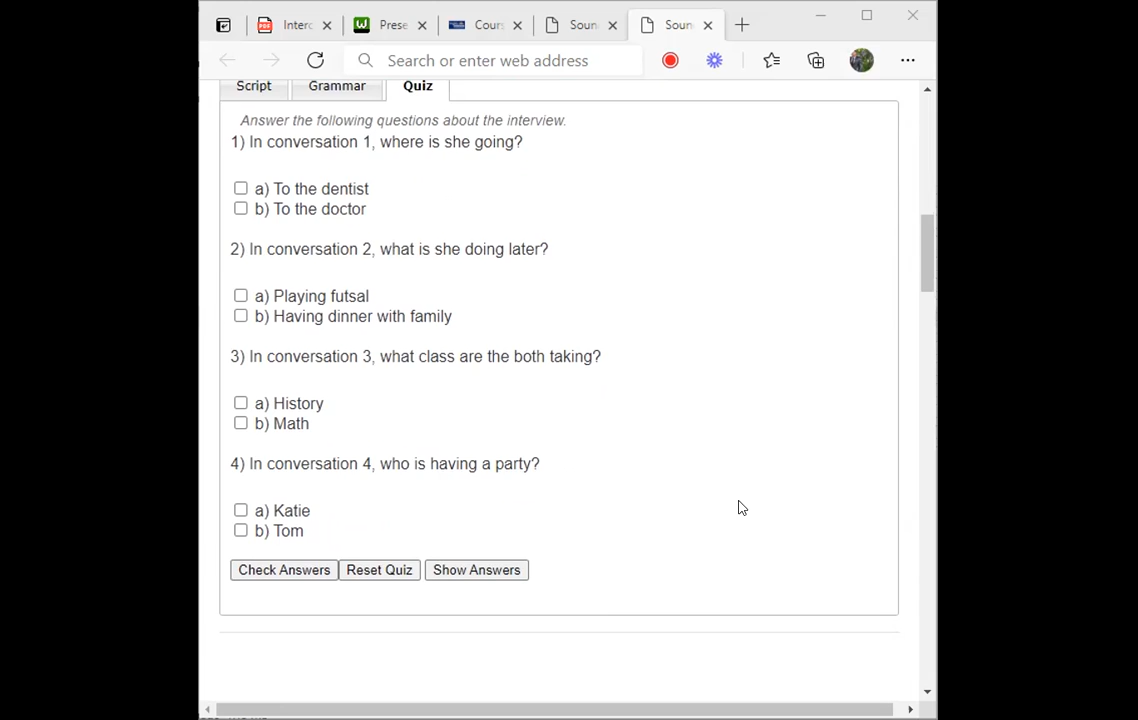 Interc
Prese
Cours
Soun
Soun
Search or enter web address
Script Grammar Quiz
Answer the following questions about the interview.
1) In conversation 1, where is she going?
a) To the dentist
b) To the doctor
2) In conversation 2, what is she doing later?
a) Playing futsal
b) Having dinner with family
3) In conversation 3, what class are the both taking?
a) History
b) Math
4) In conversation 4, who is having a party?
a) Katie
b) Tom
Check Answers Reset Quiz Show Answers